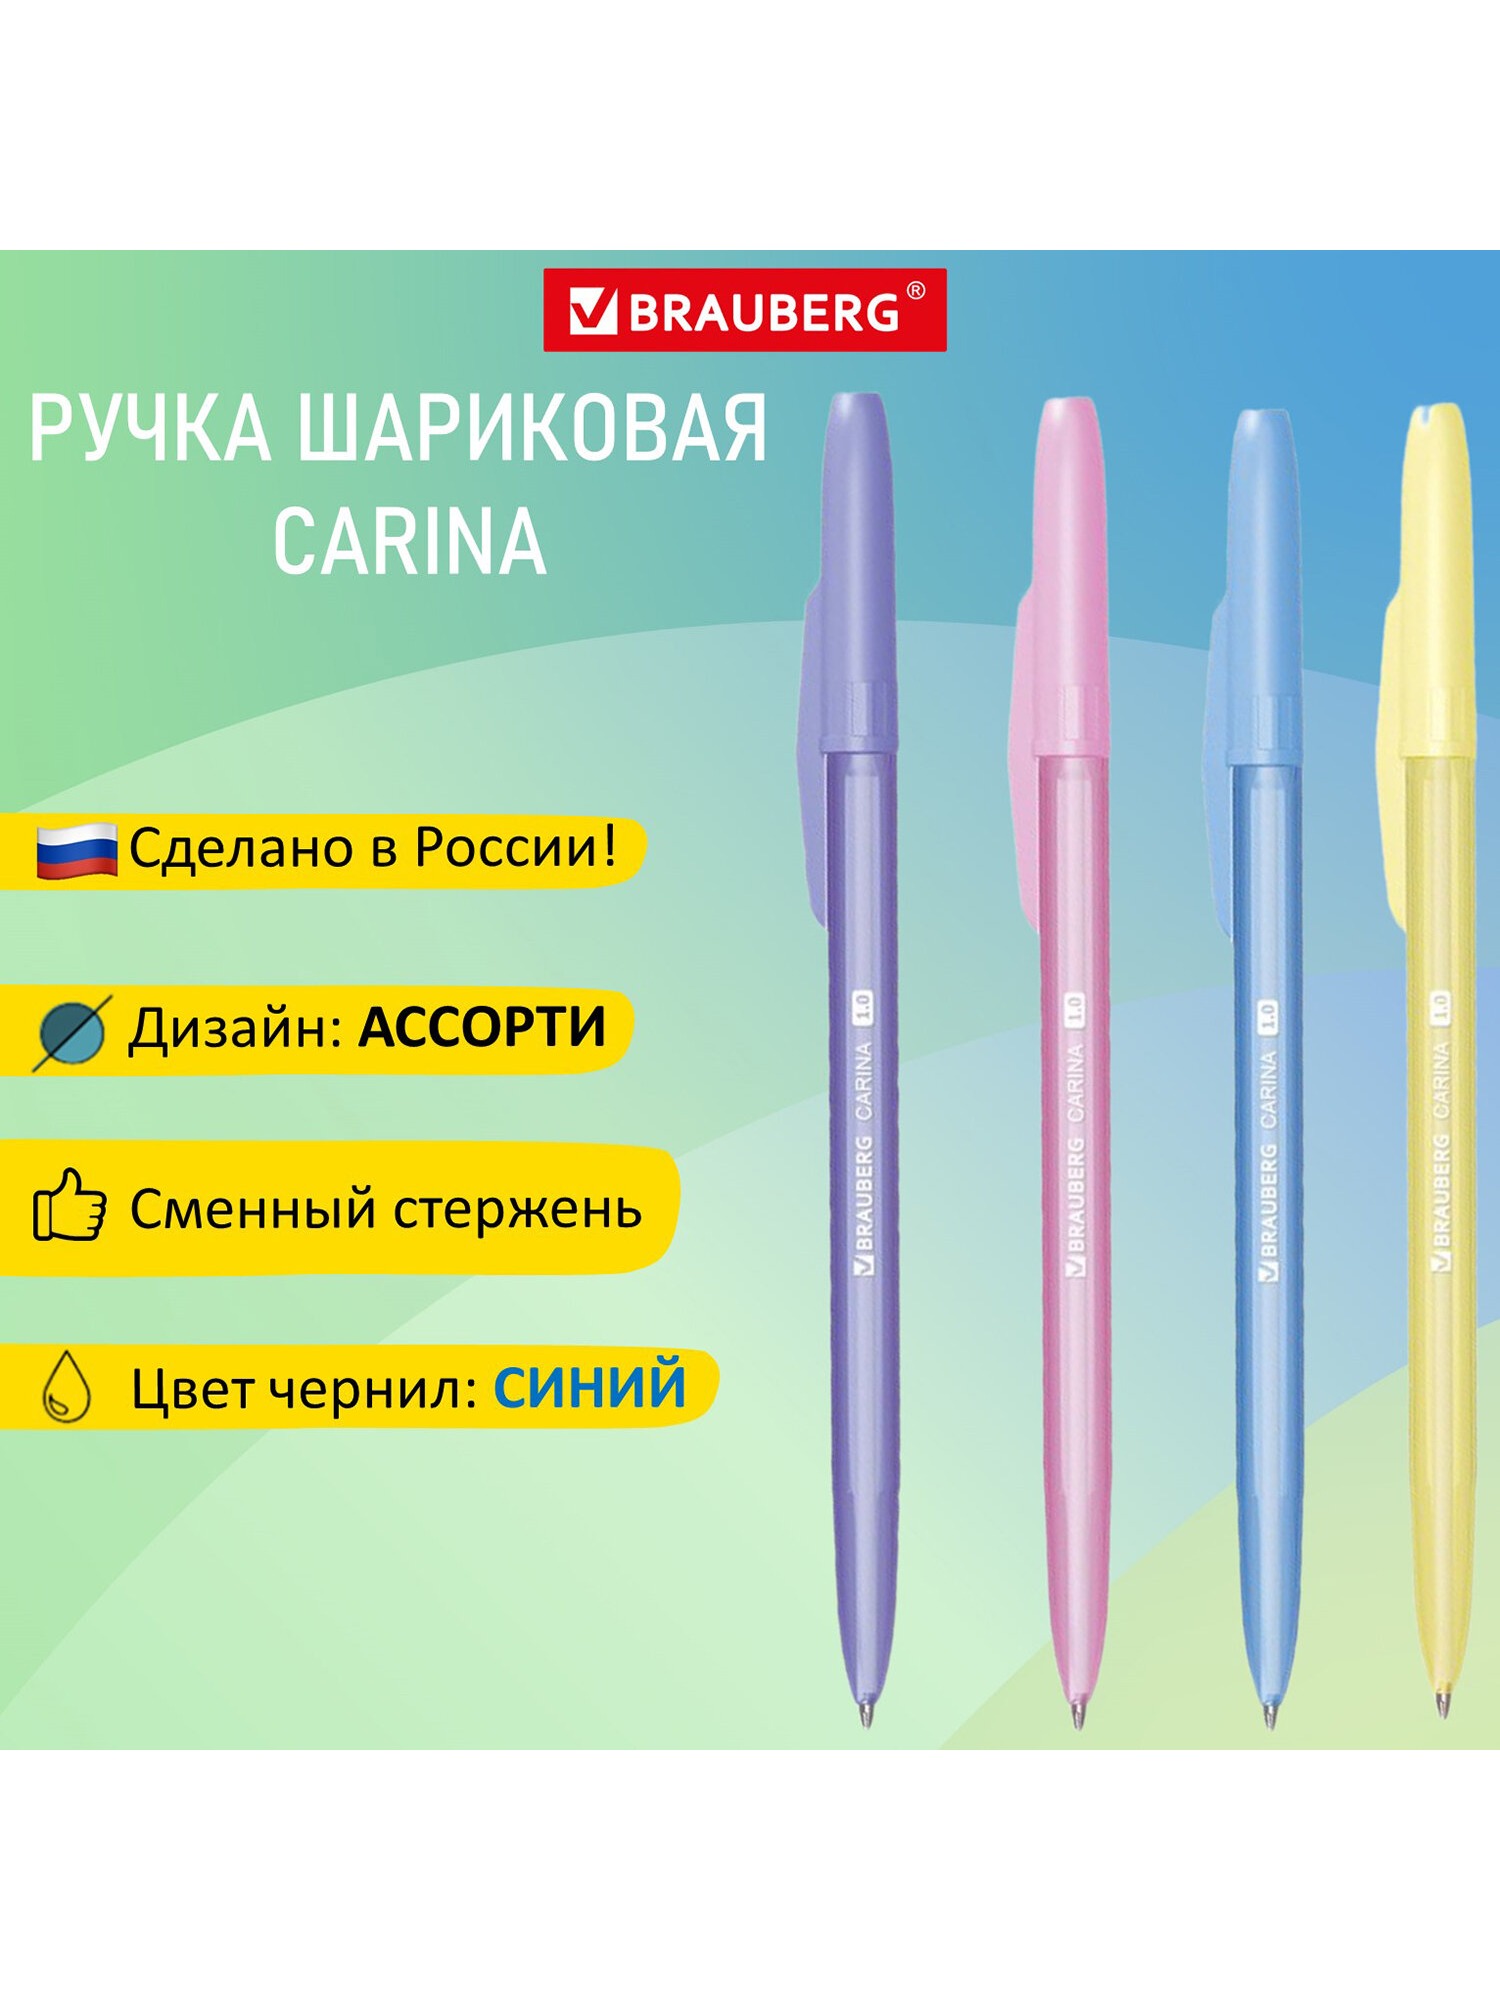 BRAUBERG®
РУЧКА ШАРИКОВАЯ
CARINA
Сделано в России!
Дизайн: АССОРТИ
Сменный стержень
Цвет чернил: СИНИЙ
BRAUBERG CARINA 1.0
BRAUBERG CARINA 1.0
BRAUBERG CARINA 1.0
BRAUBERG CARINA 1.0